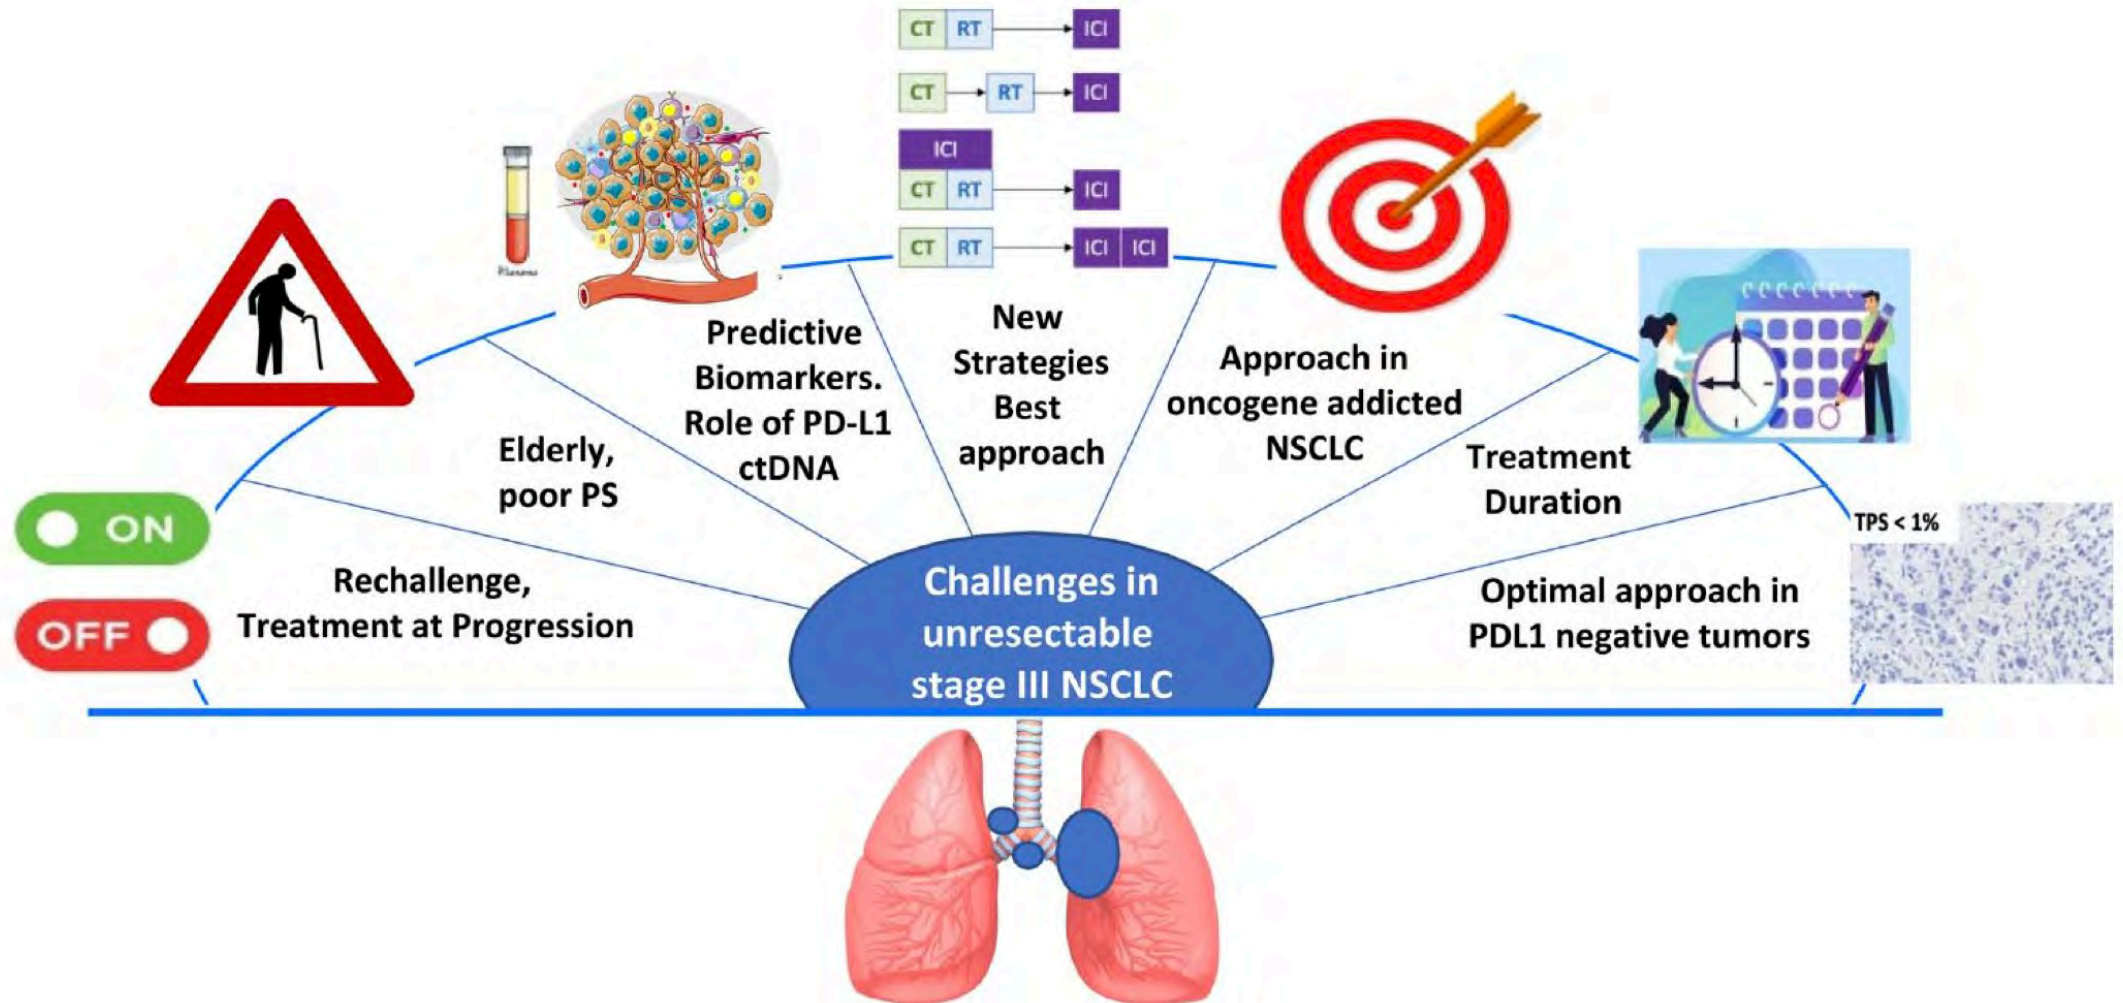 CT RT ICI
CT RT ICI
ICI
CT RT ICI
CT RT ICI ICI
Plasma
ON
OFF
Rechallenge,
Treatment at Progression
Elderly,
poor PS
Predictive
Biomarkers.
Role of PD-L1
ctDNA
New
Strategies
Best
approach
Approach in
oncogene addicted
NSCLC
Treatment
Duration
TPS < 1%
Optimal approach in
PDL1 negative tumors
Challenges in
unresectable
stage III NSCLC